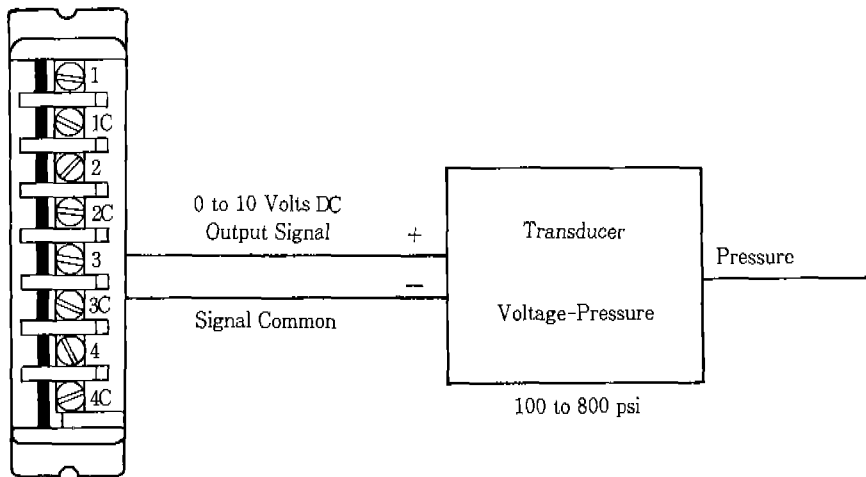 1
1C
2
2C
3
3C
4
4C
0 to 10 Volts DC
Output Signal
+
−
Signal Common
Transducer
Voltage-Pressure
100 to 800 psi
Pressure